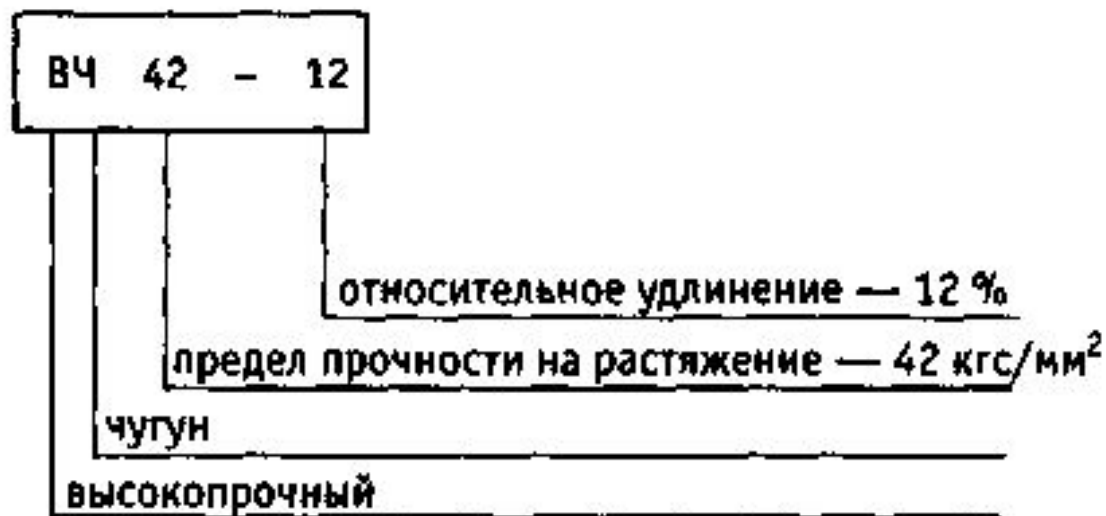 ВЧ 42 – 12
относительное удлинение — 12 %
предел прочности на растяжение — 42 кгс/мм²
чугун
высокопрочный